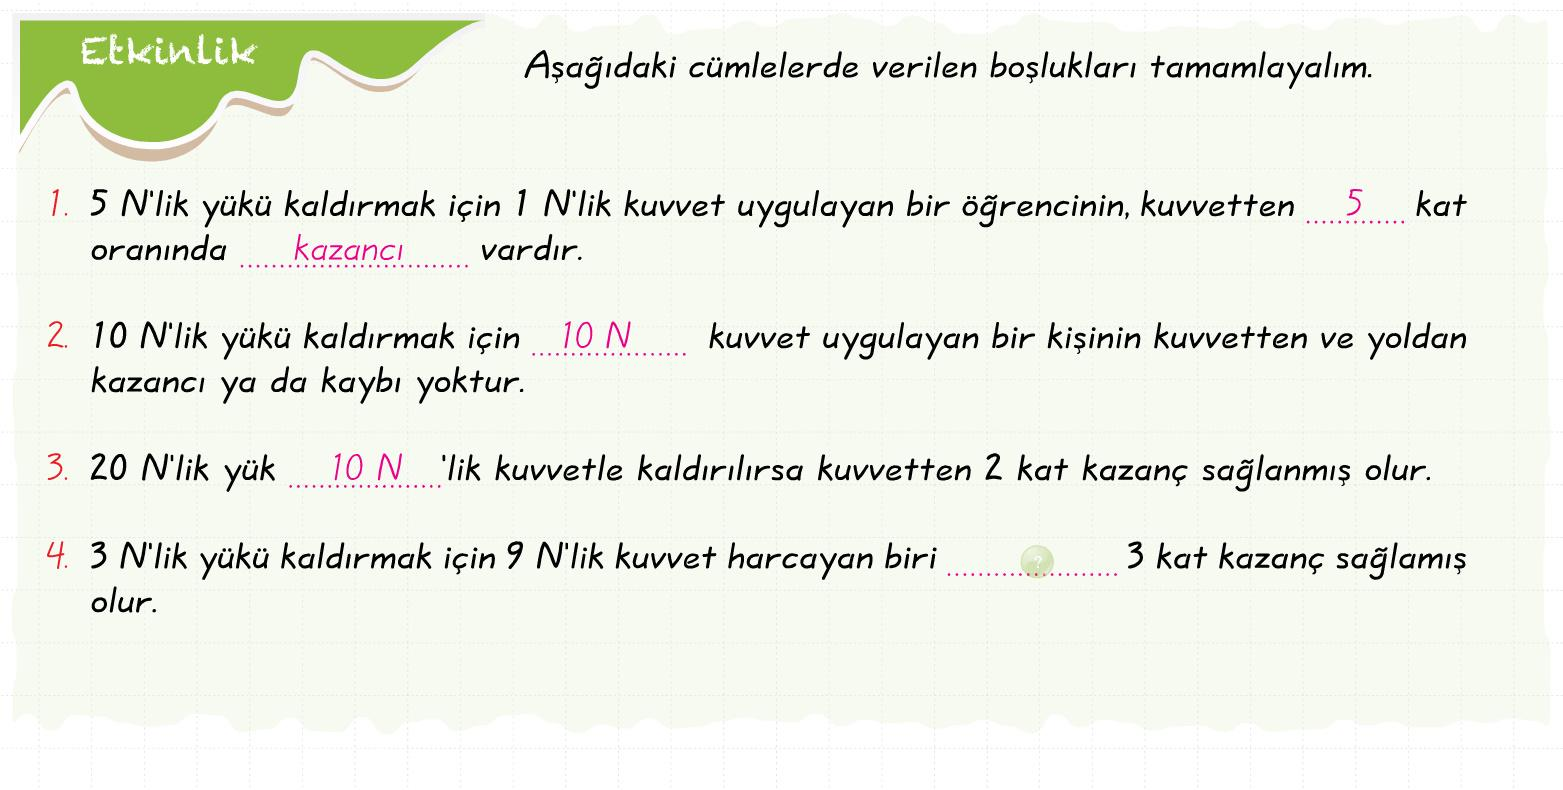 Etkinlik
Aşağıdaki cümlelerde verilen boşlukları tamamlayalım.
1. 5 N'lik yükü kaldırmak için 1 N'lik kuvvet uygulayan bir öğrencinin, kuvvetten 5 kat
oranında kazancı vardır.
2. 10 N'lik yükü kaldırmak için 10 N kuvvet uygulayan bir kişinin kuvvetten ve yoldan
kazancı ya da kaybı yoktur.
3. 20 N'lik yük 10 N 'lik kuvvetle kaldırılırsa kuvvetten 2 kat kazanç sağlanmış olur.
4. 3 N'lik yükü kaldırmak için 9 N'lik kuvvet harcayan biri ? 3 kat kazanç sağlamış
olur.